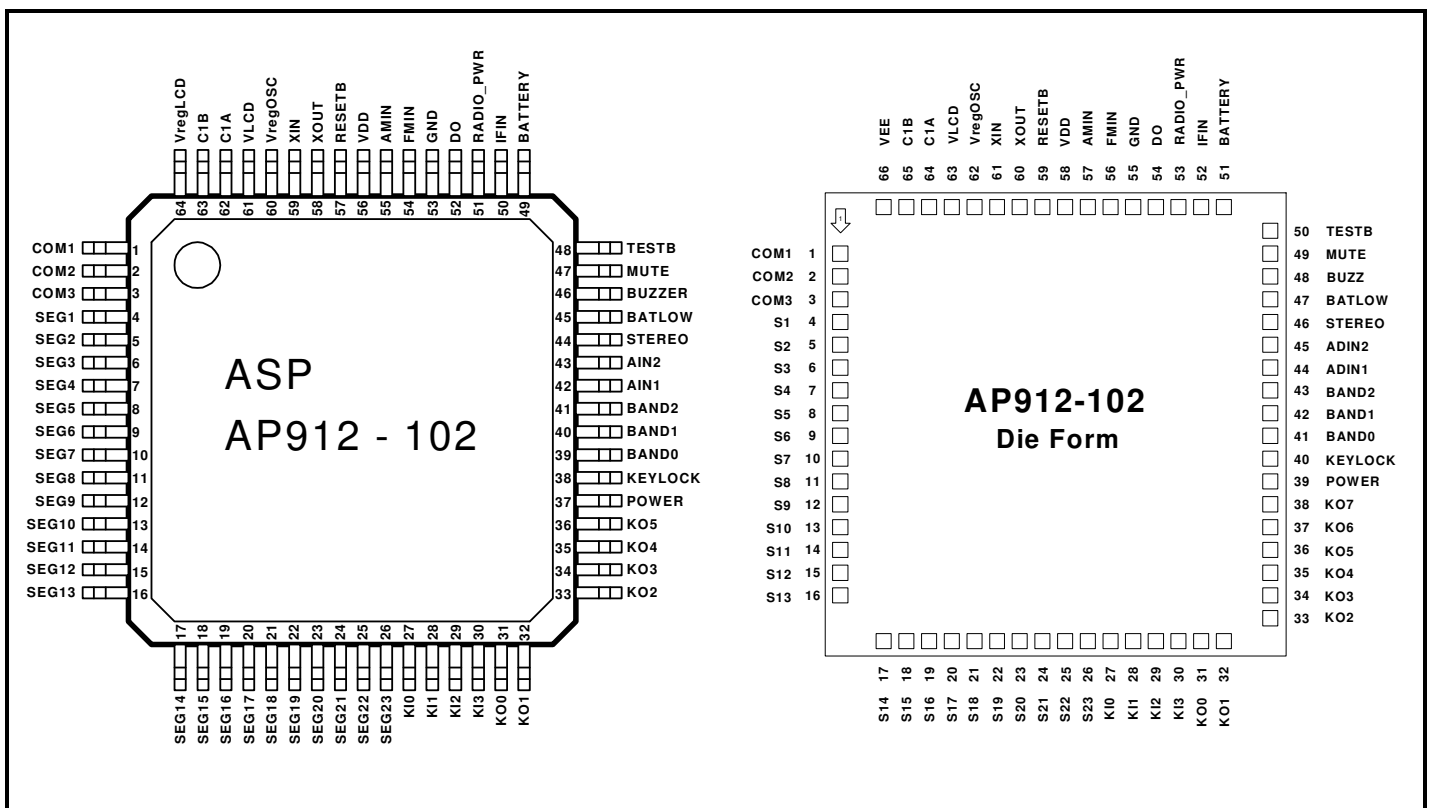 VregLCD C1B C1A VLCD VregOSC XIN XOUT RESETB VDD AMIN FMIN GND DO RADIO_PWR IFIN BATTERY
64 63 62 61 60 59 58 57 56 55 54 53 52 51 50 49
COM1 1
COM2 2
COM3 3
SEG1 4
SEG2 5
SEG3 6
SEG4 7
SEG5 8
SEG6 9
SEG7 10
SEG8 11
SEG9 12
SEG10 13
SEG11 14
SEG12 15
SEG13 16
ASP
AP912 - 102
48 TESTB
47 MUTE
46 BUZZER
45 BATLOW
44 STEREO
43 AIN2
42 AIN1
41 BAND2
40 BAND1
39 BAND0
38 KEYLOCK
37 POWER
36 KO5
35 KO4
34 KO3
33 KO2
17 18 19 20 21 22 23 24 25 26 27 28 29 30 31 32
SEG14 SEG15 SEG16 SEG17 SEG18 SEG19 SEG20 SEG21 SEG22 SEG23 KI0 KI1 KI2 KI3 KO0 KO1
VEE C1B C1A VLCD VregOSC XIN XOUT RESETB VDD AMIN FMIN GND DO RADIO_PWR IFIN BATTERY
66 65 64 63 62 61 60 59 58 57 56 55 54 53 52 51
1
COM1 1
COM2 2
COM3 3
S1 4
S2 5
S3 6
S4 7
S5 8
S6 9
S7 10
S8 11
S9 12
S10 13
S11 14
S12 15
S13 16
AP912-102
Die Form
50 TESTB
49 MUTE
48 BUZZ
47 BATLOW
46 STEREO
45 ADIN2
44 ADIN1
43 BAND2
42 BAND1
41 BAND0
40 KEYLOCK
39 POWER
38 KO7
37 KO6
36 KO5
35 KO4
34 KO3
33 KO2
17 18 19 20 21 22 23 24 25 26 27 28 29 30 31 32
S14 S15 S16 S17 S18 S19 S20 S21 S22 S23 KI0 KI1 KI2 KI3 KO0 KO1